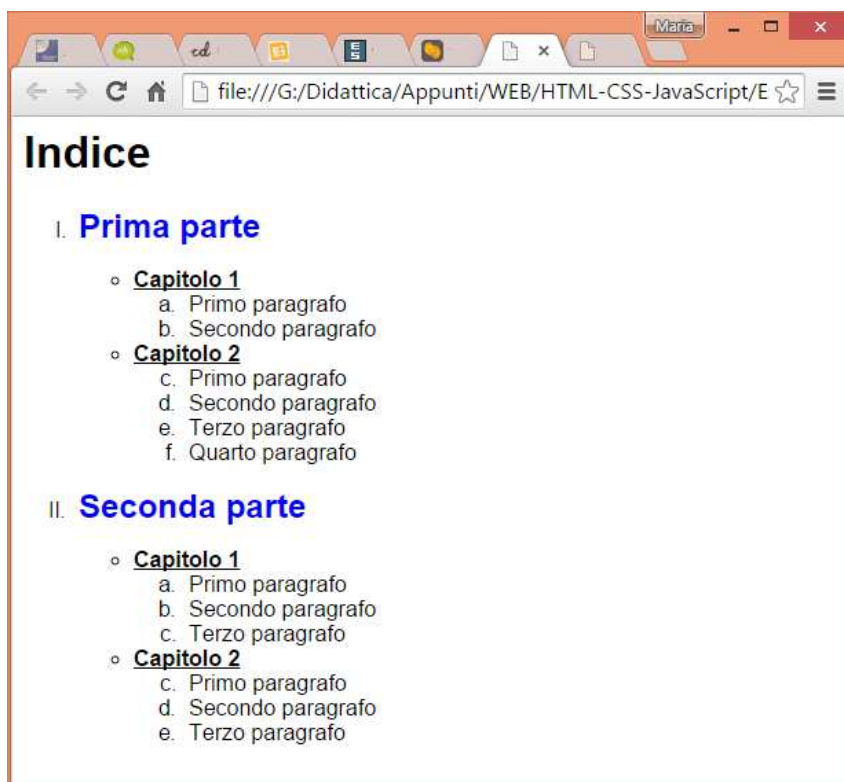 Maria
ed
file:///G:/Didattica/Appunti/WEB/HTML-CSS-JavaScript/E
Indice
I. Prima parte
Capitolo 1
a. Primo paragrafo
b. Secondo paragrafo
Capitolo 2
c. Primo paragrafo
d. Secondo paragrafo
e. Terzo paragrafo
f. Quarto paragrafo
II. Seconda parte
Capitolo 1
a. Primo paragrafo
b. Secondo paragrafo
c. Terzo paragrafo
Capitolo 2
c. Primo paragrafo
d. Secondo paragrafo
e. Terzo paragrafo